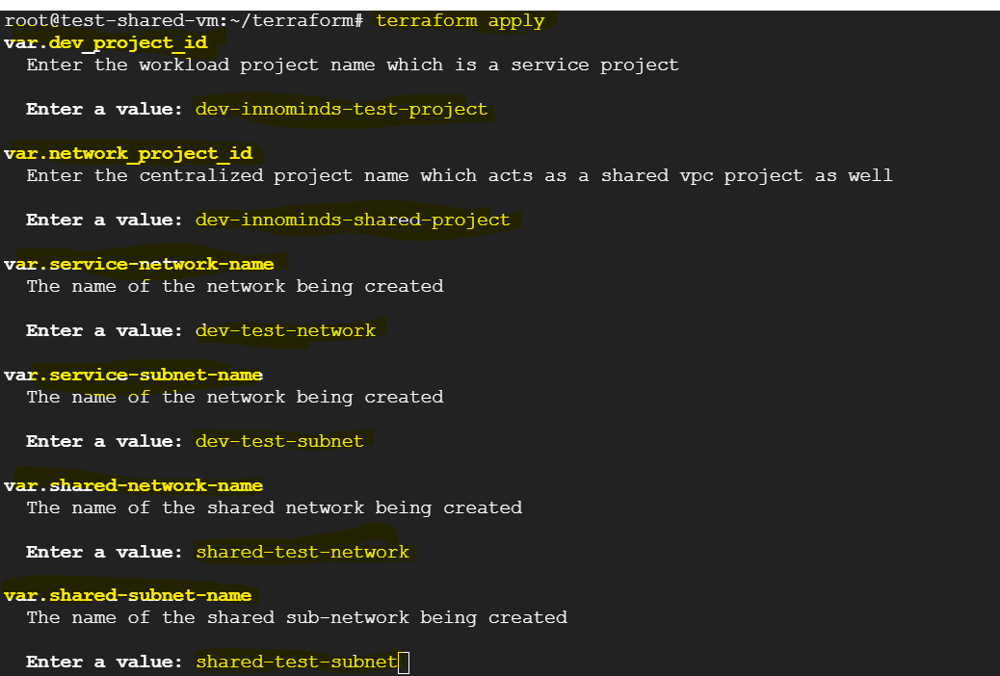 root@test-shared-vm:~/terraform# terraform apply
var.dev_project_id
Enter the workload project name which is a service project
Enter a value: dev-innominds-test-project
var.network_project_id
Enter the centralized project name which acts as a shared vpc project as well
Enter a value: dev-innominds-shared-project
var.service-network-name
The name of the network being created
Enter a value: dev-test-network
var.service-subnet-name
The name of the network being created
Enter a value: dev-test-subnet
var.shared-network-name
The name of the shared network being created
Enter a value: shared-test-network
var.shared-subnet-name
The name of the shared sub-network being created
Enter a value: shared-test-subnet